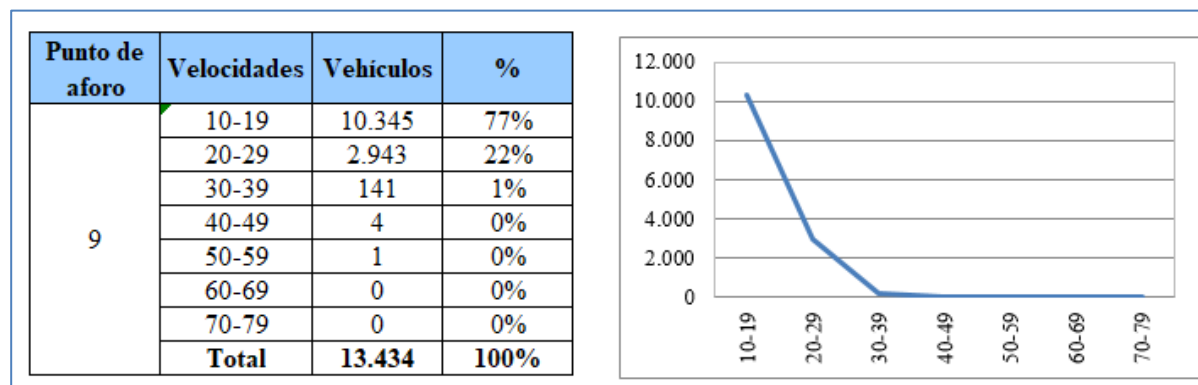 Punto de aforo Velocidades Vehículos %
9
10-19 10.345 77%
20-29 2.943 22%
30-39 141 1%
40-49 4 0%
50-59 1 0%
60-69 0 0%
70-79 0 0%
Total 13.434 100%
12.000
10.000
8.000
6.000
4.000
2.000
0
10-19 20-29 30-39 40-49 50-59 60-69 70-79